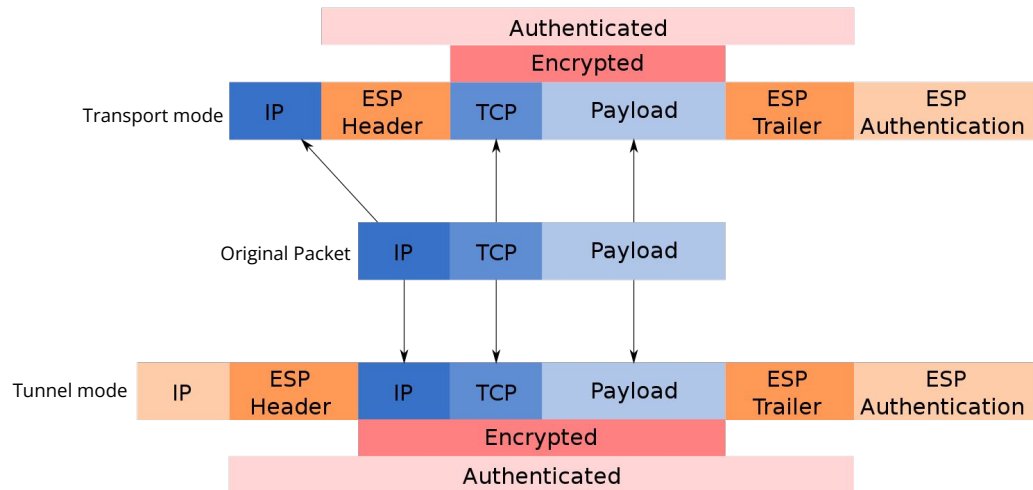 Authenticated
Encrypted
Transport mode
IP
ESP
Header
TCP
Payload
ESP
Trailer
ESP
Authentication
Original Packet
IP
TCP
Payload
Tunnel mode
IP
ESP
Header
IP
TCP
Payload
ESP
Trailer
ESP
Authentication
Encrypted
Authenticated